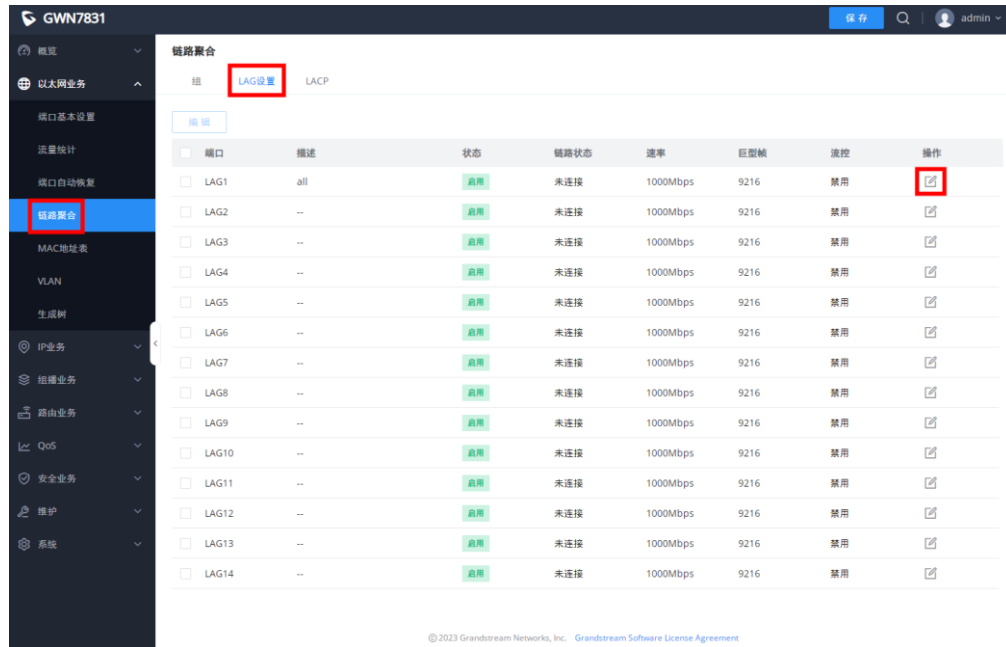 GWN7831
保存
admin
概览
以太网业务
端口基本设置
流量统计
端口自动恢复
链路聚合
MAC地址表
VLAN
生成树
IP业务
组播业务
路由业务
QoS
安全业务
维护
系统
链路聚合
组 LAG设置 LACP
编辑
端口 描述 状态 链路状态 速率 巨型帧 流控 操作
LAG1 all 启用 未连接 1000Mbps 9216 禁用
LAG2 -- 启用 未连接 1000Mbps 9216 禁用
LAG3 -- 启用 未连接 1000Mbps 9216 禁用
LAG4 -- 启用 未连接 1000Mbps 9216 禁用
LAG5 -- 启用 未连接 1000Mbps 9216 禁用
LAG6 -- 启用 未连接 1000Mbps 9216 禁用
LAG7 -- 启用 未连接 1000Mbps 9216 禁用
LAG8 -- 启用 未连接 1000Mbps 9216 禁用
LAG9 -- 启用 未连接 1000Mbps 9216 禁用
LAG10 -- 启用 未连接 1000Mbps 9216 禁用
LAG11 -- 启用 未连接 1000Mbps 9216 禁用
LAG12 -- 启用 未连接 1000Mbps 9216 禁用
LAG13 -- 启用 未连接 1000Mbps 9216 禁用
LAG14 -- 启用 未连接 1000Mbps 9216 禁用
© 2023 Grandstream Networks, Inc. Grandstream Software License Agreement